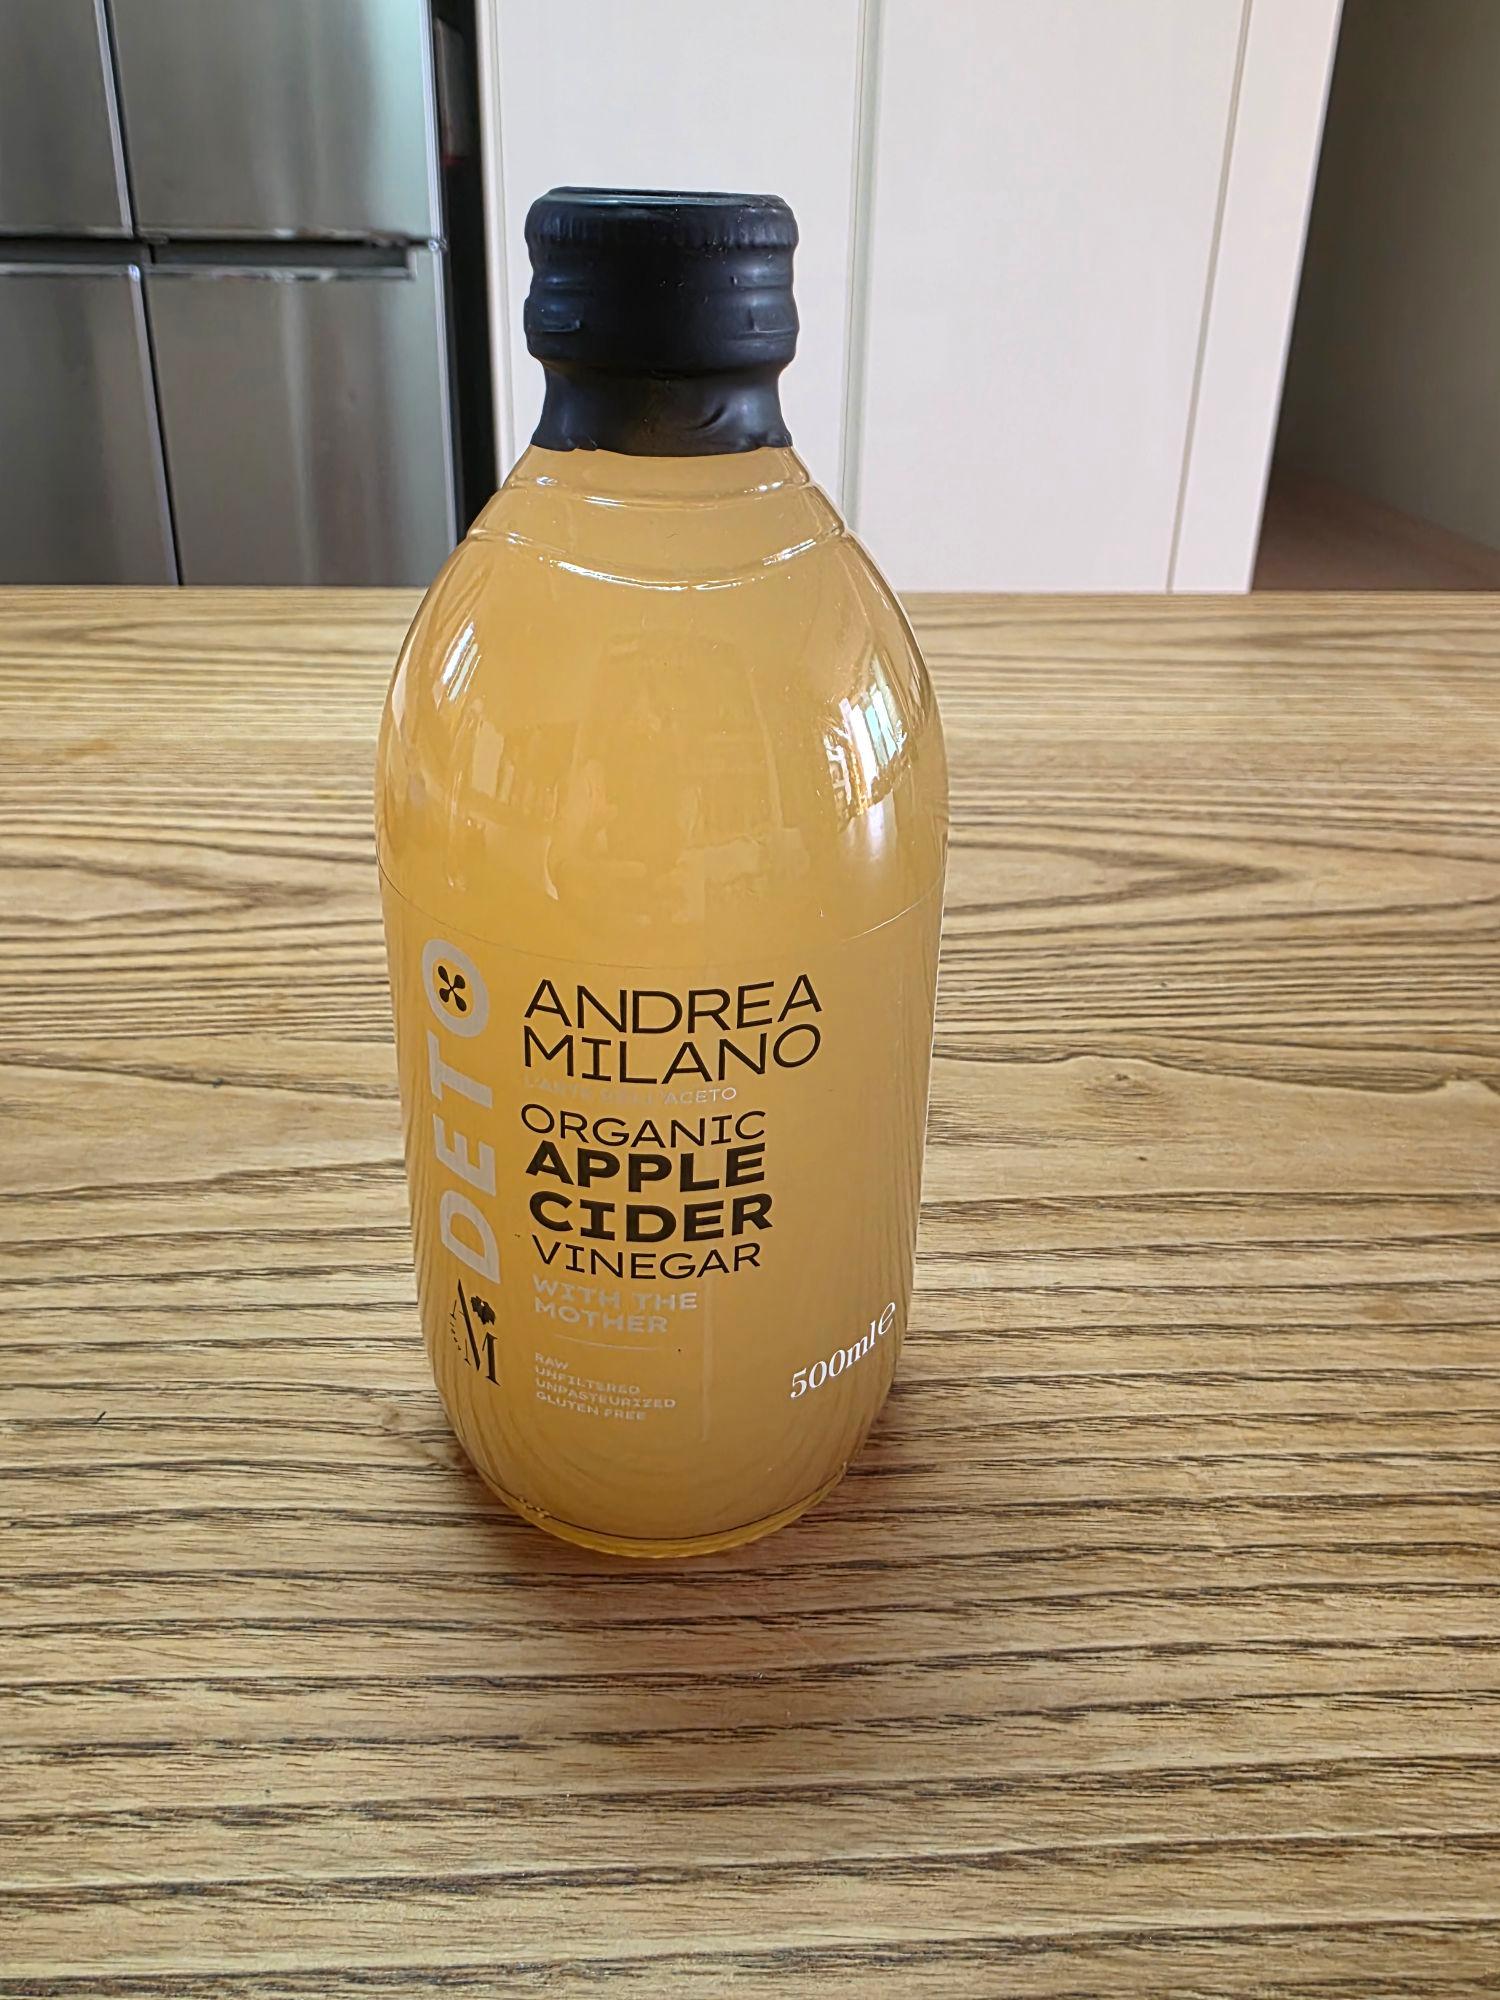 DETO
ANDREA
MILANO
L'ARTE DELL'ACETO
ORGANIC
APPLE
CIDER
VINEGAR
WITH THE
MOTHER
RAW
UNFILTERED
UNPASTEURIZED
GLUTEN FREE
AM
500ml e